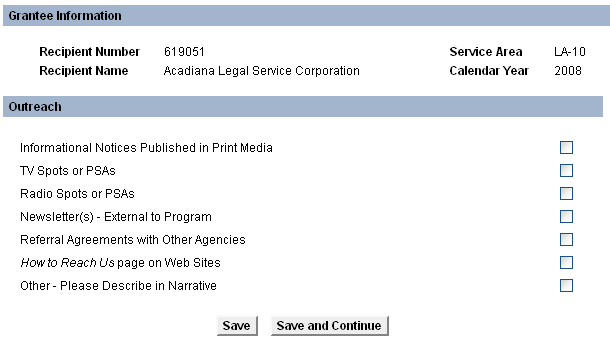 Grantee Information
Recipient Number 619051 Service Area LA-10
Recipient Name Acadiana Legal Service Corporation Calendar Year 2008
Outreach
Informational Notices Published in Print Media
TV Spots or PSAs
Radio Spots or PSAs
Newsletter(s) - External to Program
Referral Agreements with Other Agencies
How to Reach Us page on Web Sites
Other - Please Describe in Narrative
Save Save and Continue